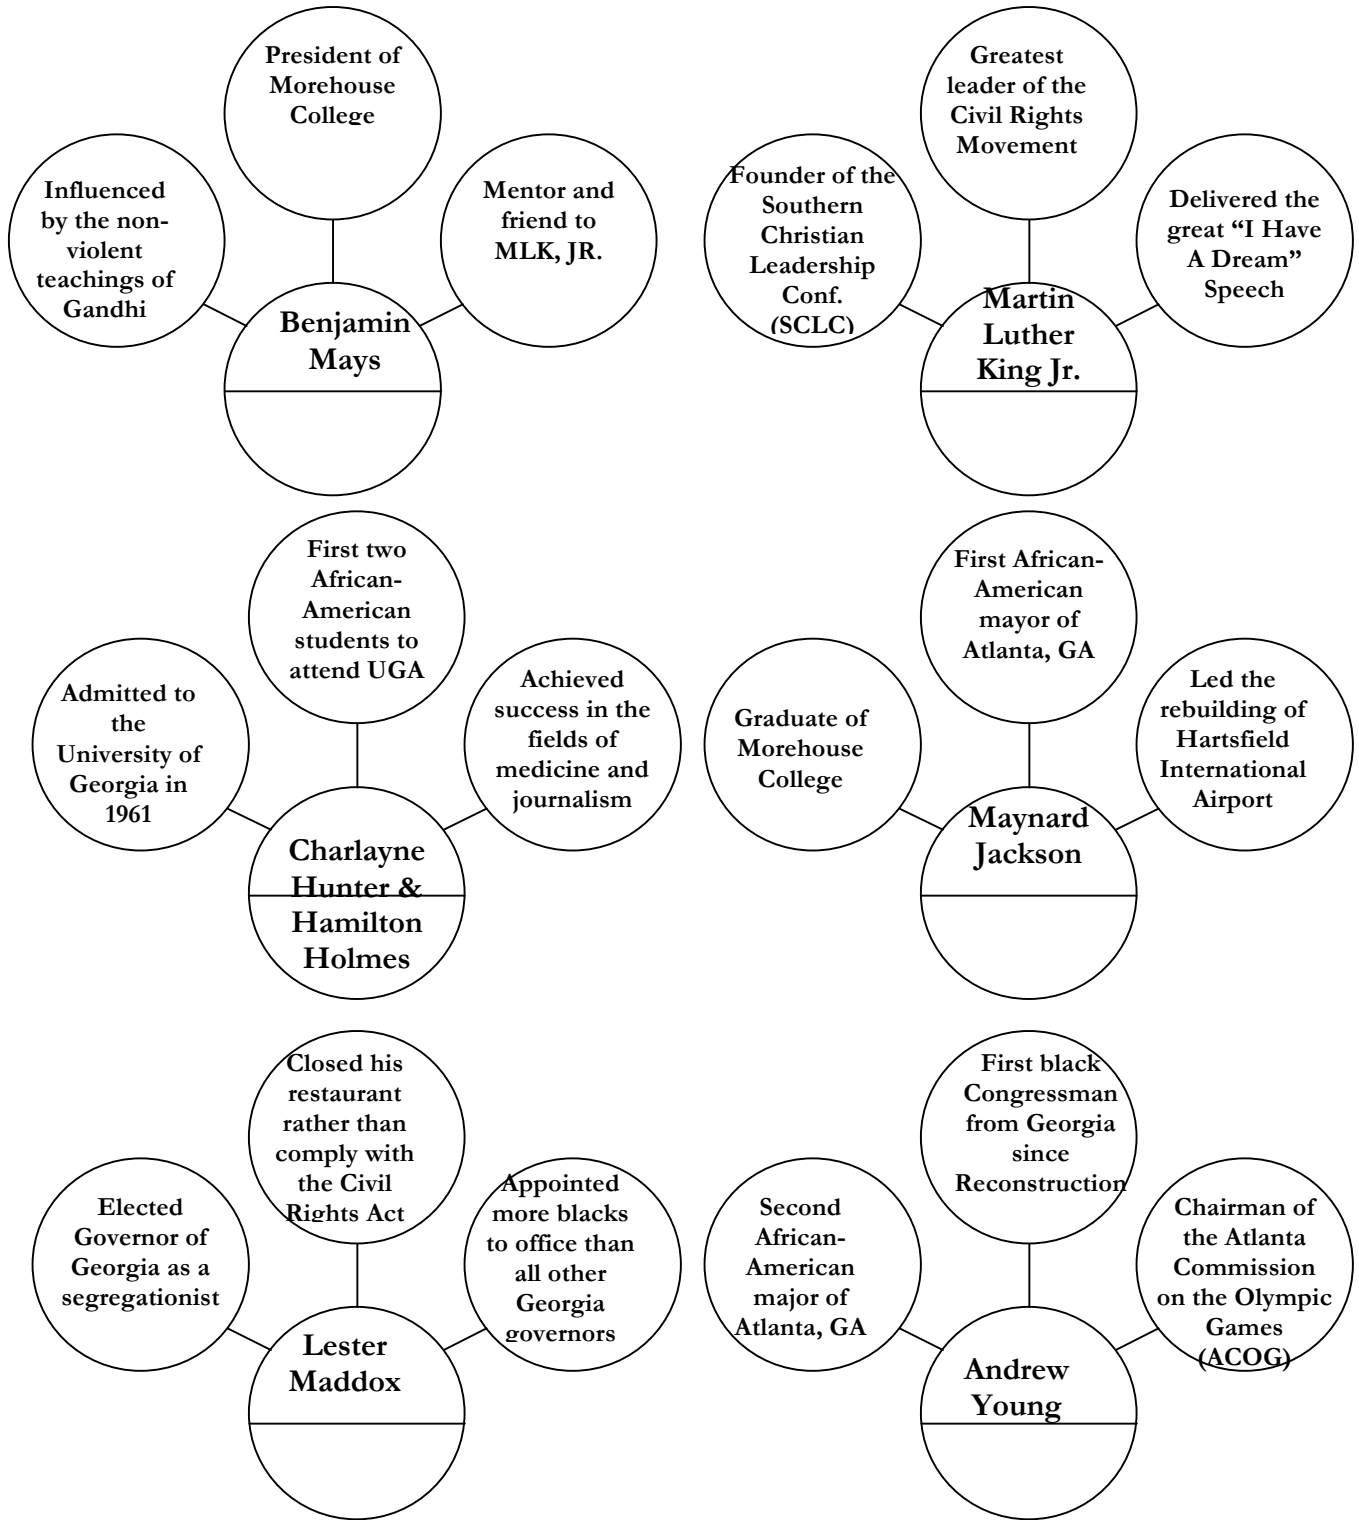 President of
Morehouse
College
Influenced
by the non-
violent
teachings of
Gandhi
Mentor and
friend to
MLK, JR.
Benjamin
Mays
Greatest
leader of the
Civil Rights
Movement
Founder of the
Southern
Christian
Leadership
Conf.
(SCLC)
Delivered the
great “I Have
A Dream”
Speech
Martin
Luther
King Jr.
First two
African-
American
students to
attend UGA
Admitted to
the
University of
Georgia in
1961
Achieved
success in the
fields of
medicine and
journalism
Charlayne
Hunter &
Hamilton
Holmes
First African-
American
mayor of
Atlanta, GA
Graduate of
Morehouse
College
Led the
rebuilding of
Hartsfield
International
Airport
Maynard
Jackson
Closed his
restaurant
rather than
comply with
the Civil
Rights Act
Elected
Governor of
Georgia as a
segregationist
Appointed
more blacks
to office than
all other
Georgia
governors
Lester
Maddox
First black
Congressman
from Georgia
since
Reconstruction
Second
African-
American
major of
Atlanta, GA
Chairman of
the Atlanta
Commission
on the Olympic
Games
(ACOG)
Andrew
Young